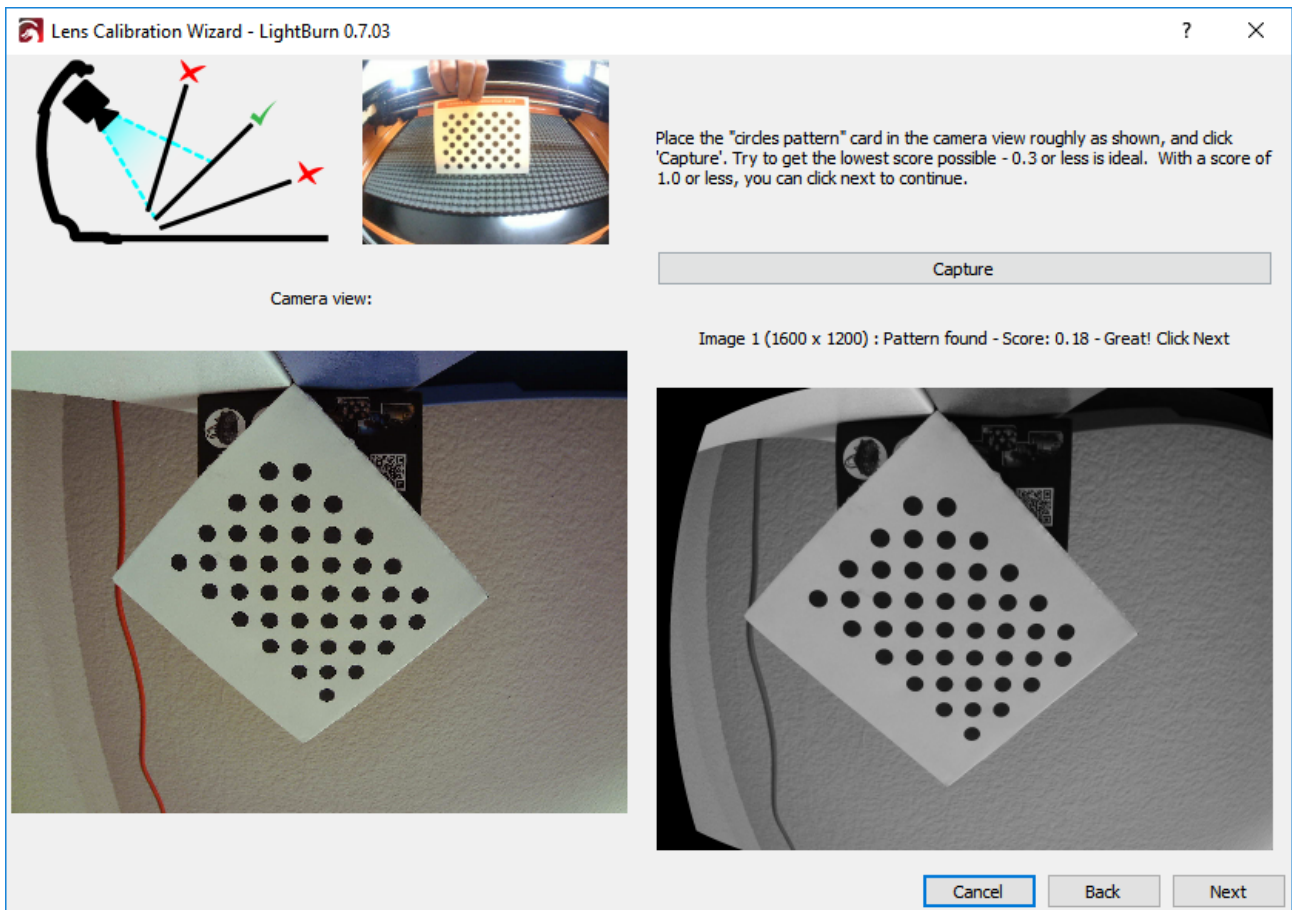 Lens Calibration Wizard - LightBurn 0.7.03
Place the "circles pattern" card in the camera view roughly as shown, and click
'Capture'. Try to get the lowest score possible - 0.3 or less is ideal.  With a score of
1.0 or less, you can click next to continue.
Capture
Camera view:
Image 1 (1600 x 1200) : Pattern found - Score: 0.18 - Great! Click Next
Cancel
Back
Next